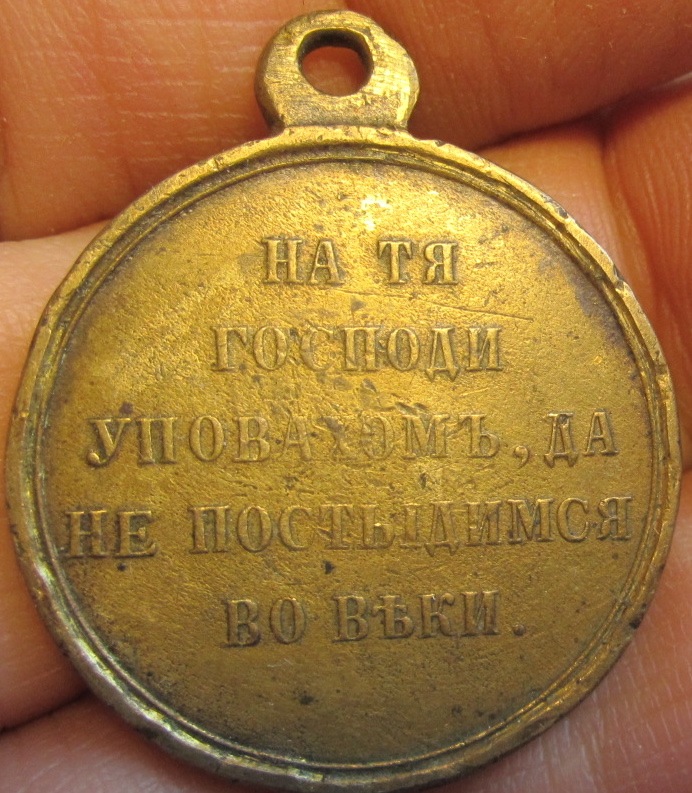 НА ТЯ
ГОСПОДИ
УПОВАХОМЪ, ДА
НЕ ПОСТЫДИМСЯ
ВО ВѢКИ.